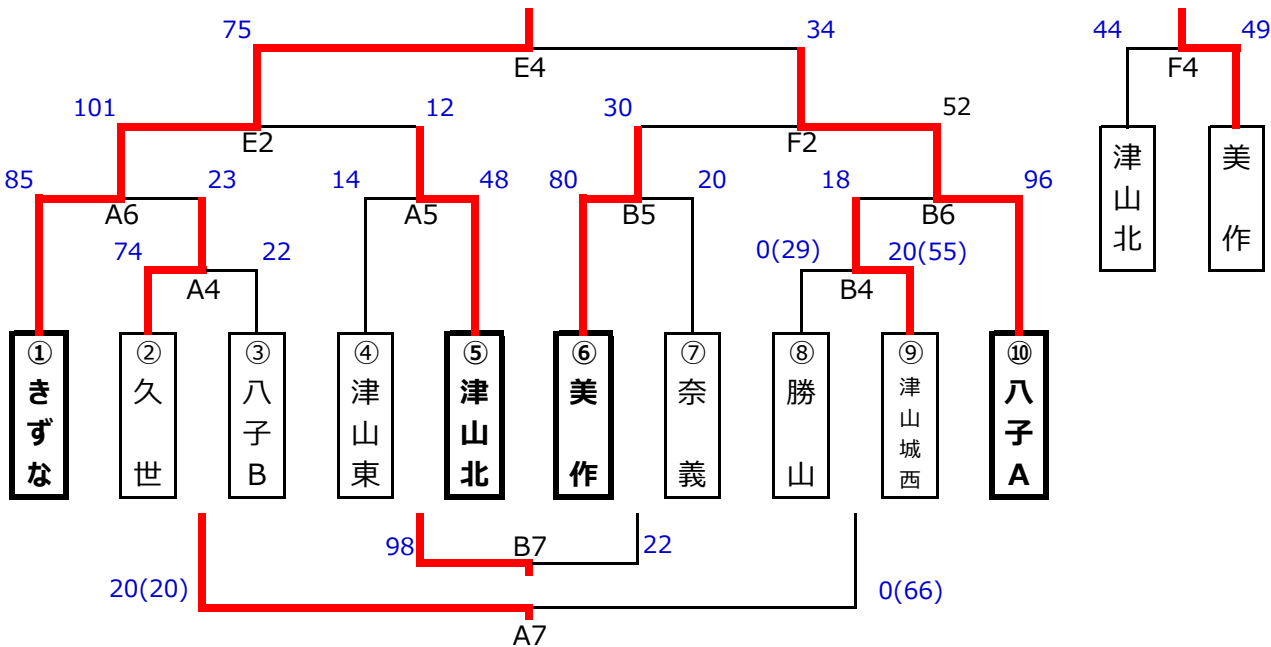 75 34 44 49
E4 F4
101 12 30 52
E2 F2
85 23 14 48 80 20 18 96
A6 A5 B5 B6
74 22 0(29) 20(55)
A4 B4
津山北
美作
①きずな
②久世
③八子B
④津山東
⑤津山北
⑥美作
⑦奈義
⑧勝山
⑨津山城西
⑩八子A
98 B7 22
20(20) 0(66)
A7